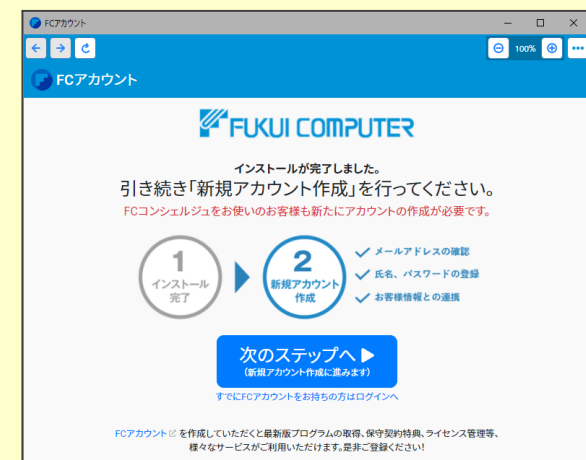 FCアカウント
100%
FCアカウント
FUKUI COMPUTER
インストールが完了しました。
引き続き「新規アカウント作成」を行ってください。
FCコンシェルジュをお使いのお客様も新たにアカウントの作成が必要です。
1
インストール
完了
2
新規アカウント
作成
メールアドレスの確認
氏名、パスワードの登録
お客様情報との連携
次のステップへ ▶
(新規アカウント作成に進みます)
すでにFCアカウントをお持ちの方はログインへ
FCアカウント を作成していただくと最新版プログラムの取得、保守契約特典、ライセンス管理等、
様々なサービスがご利用いただけます。是非ご登録ください!